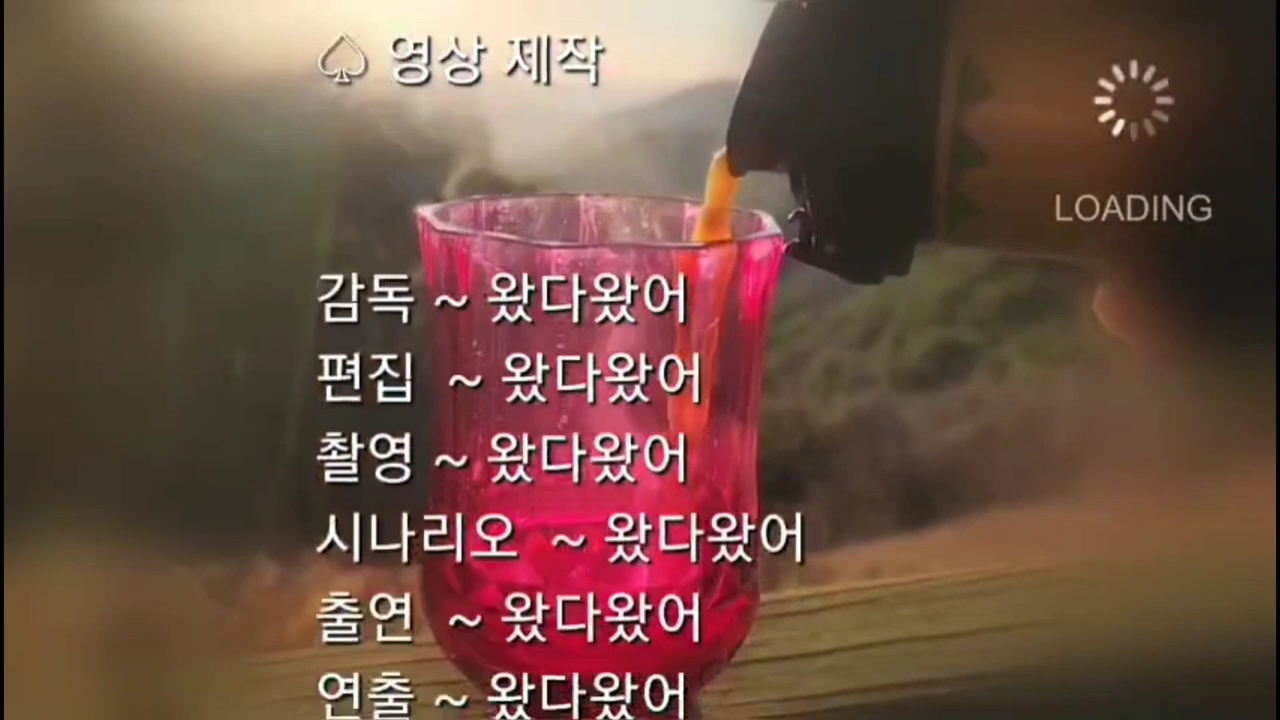 ♤ 영상 제작
LOADING
감독 ~ 왔다왔어
편집 ~ 왔다왔어
촬영 ~ 왔다왔어
시나리오 ~ 왔다왔어
출연 ~ 왔다왔어
연출 ~ 왔다왔어